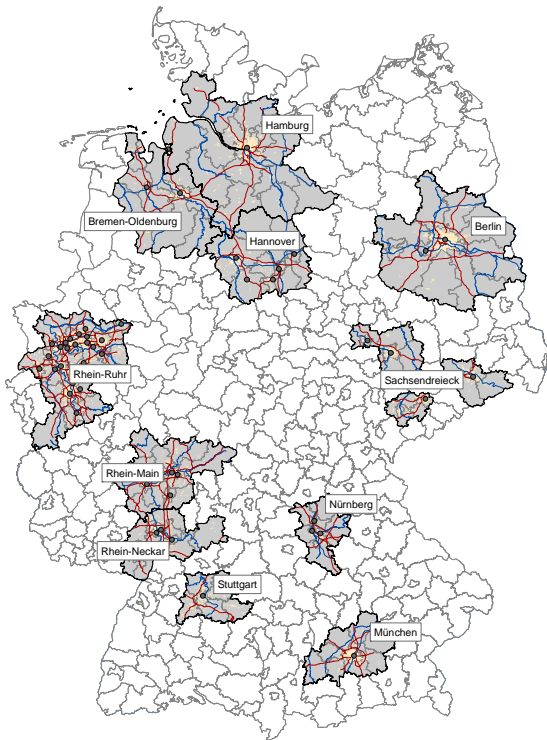 Hamburg
Bremen-Oldenburg
Berlin
Hannover
Rhein-Ruhr
Sachsendreieck
Rhein-Main
Nürnberg
Rhein-Neckar
Stuttgart
München